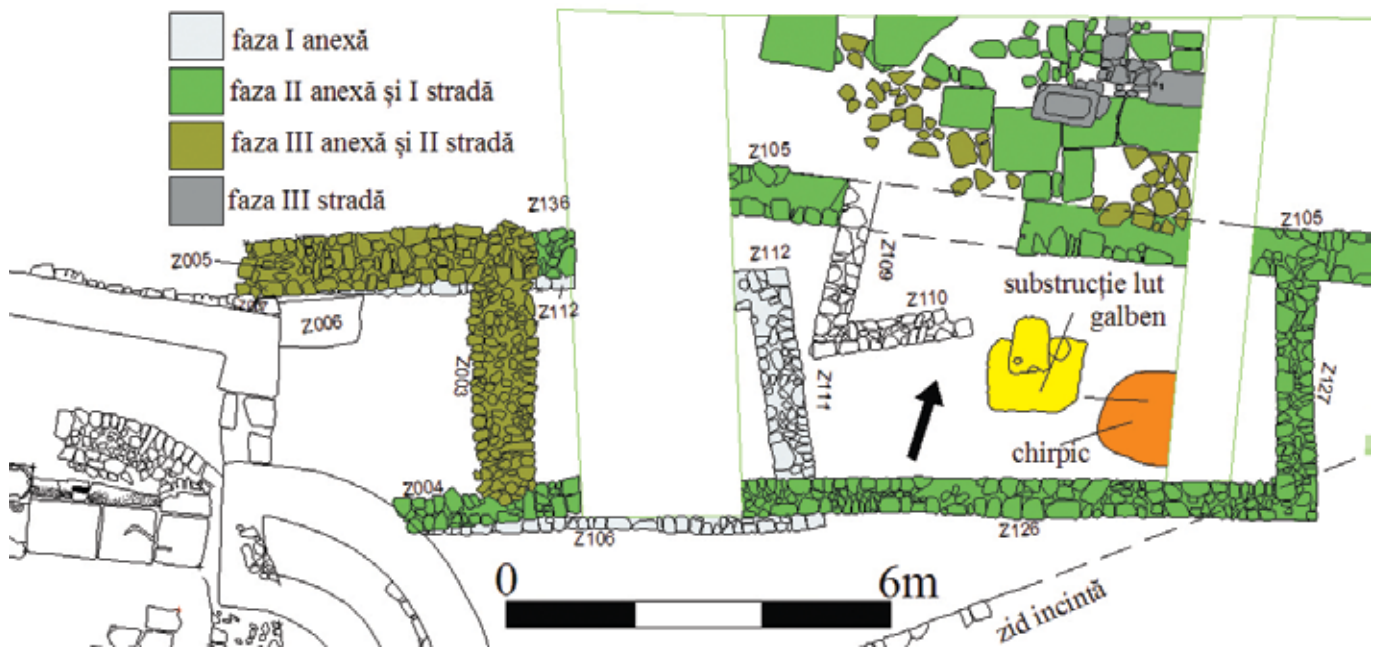 faza I anexă
faza II anexă și I stradă
faza III anexă și II stradă
faza III stradă
Z105
Z136
Z105
Z005
Z112
Z109
substrucție lut
galben
Z110
Z006
Z112
Z003
Z111
Z127
chirpic
Z004
Z106
Z126
0
6m
zid incintă